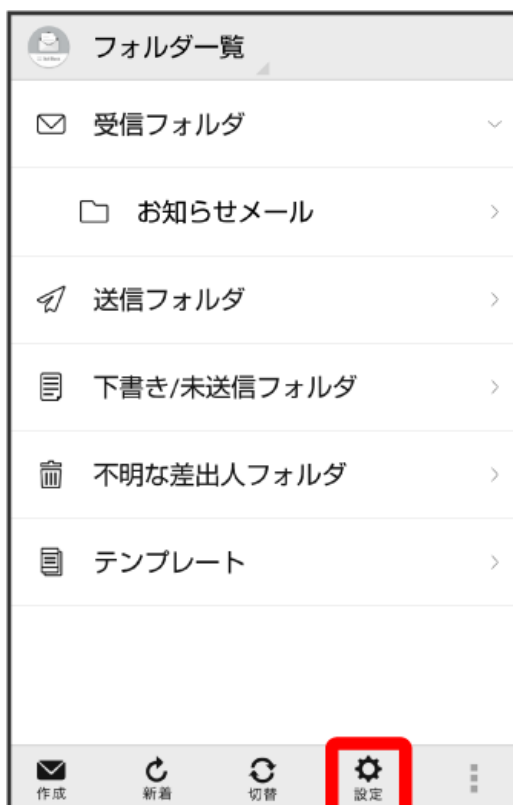 フォルダ一覧
受信フォルダ
お知らせメール
送信フォルダ
下書き/未送信フォルダ
不明な差出人フォルダ
テンプレート
作成 新着 切替 設定